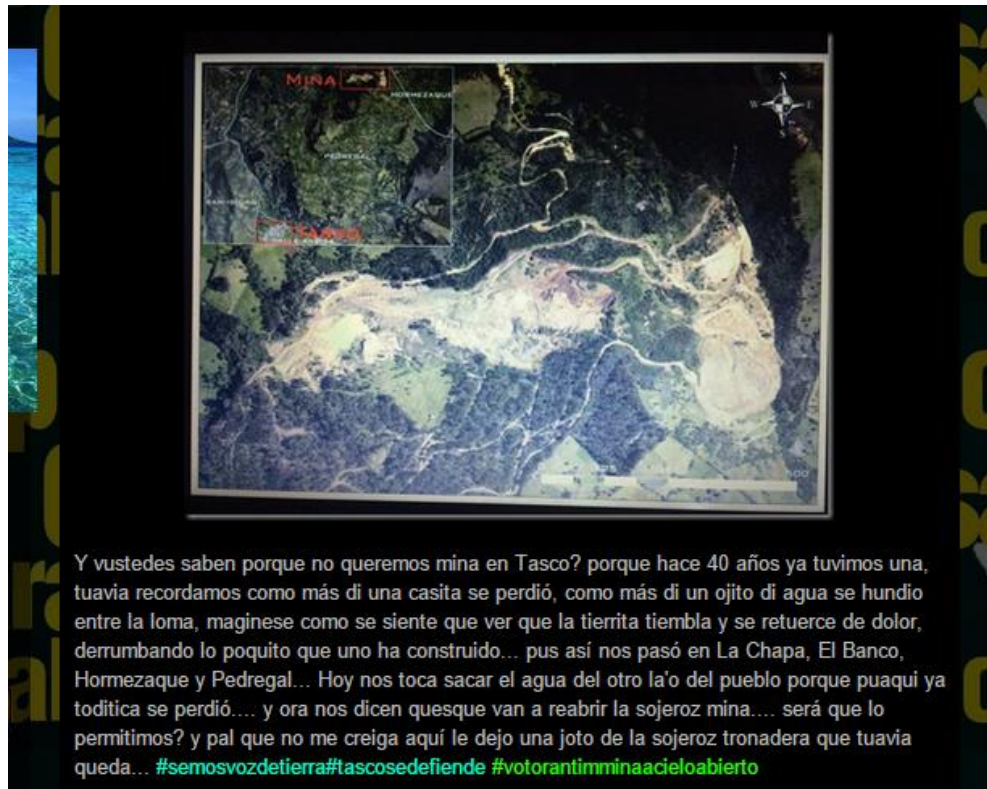 MINA
HORMEZAQUE
PEDREGAL
N
W E
S
TASCO
Y vustedes saben porque no queremos mina en Tasco? porque hace 40 años ya tuvimos una,
tuavia recordamos como más di una casita se perdió, como más di un ojito di agua se hundio
entre la loma, maginese como se siente que ver que la tierrita tiembla y se retuerce de dolor,
derrumbando lo poquito que uno ha construido... pus así nos pasó en La Chapa, El Banco,
Hormezaque y Pedregal... Hoy nos toca sacar el agua del otro la'o del pueblo porque puaqui ya
toditica se perdió.... y ora nos dicen quesque van a reabrir la sojeroz mina.... será que lo
permitimos? y pal que no me creiga aquí le dejo una joto de la sojeroz tronadera que tuavia
queda... #semosvozdetierra#tascosedefiende #votorantimminaacieloabierto